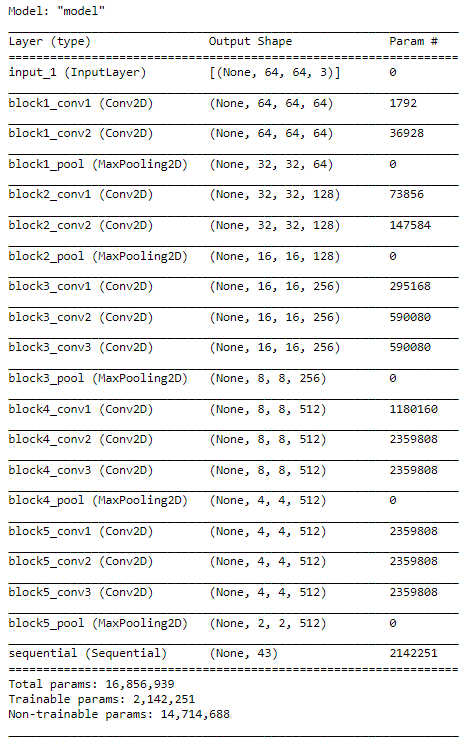 Model: "model"
Layer (type) Output Shape Param #
input_1 (InputLayer) [(None, 64, 64, 3)] 0
block1_conv1 (Conv2D) (None, 64, 64, 64) 1792
block1_conv2 (Conv2D) (None, 64, 64, 64) 36928
block1_pool (MaxPooling2D) (None, 32, 32, 64) 0
block2_conv1 (Conv2D) (None, 32, 32, 128) 73856
block2_conv2 (Conv2D) (None, 32, 32, 128) 147584
block2_pool (MaxPooling2D) (None, 16, 16, 128) 0
block3_conv1 (Conv2D) (None, 16, 16, 256) 295168
block3_conv2 (Conv2D) (None, 16, 16, 256) 590080
block3_conv3 (Conv2D) (None, 16, 16, 256) 590080
block3_pool (MaxPooling2D) (None, 8, 8, 256) 0
block4_conv1 (Conv2D) (None, 8, 8, 512) 1180160
block4_conv2 (Conv2D) (None, 8, 8, 512) 2359808
block4_conv3 (Conv2D) (None, 8, 8, 512) 2359808
block4_pool (MaxPooling2D) (None, 4, 4, 512) 0
block5_conv1 (Conv2D) (None, 4, 4, 512) 2359808
block5_conv2 (Conv2D) (None, 4, 4, 512) 2359808
block5_conv3 (Conv2D) (None, 4, 4, 512) 2359808
block5_pool (MaxPooling2D) (None, 2, 2, 512) 0
sequential (Sequential) (None, 43) 2142251
Total params: 16,856,939
Trainable params: 2,142,251
Non-trainable params: 14,714,688